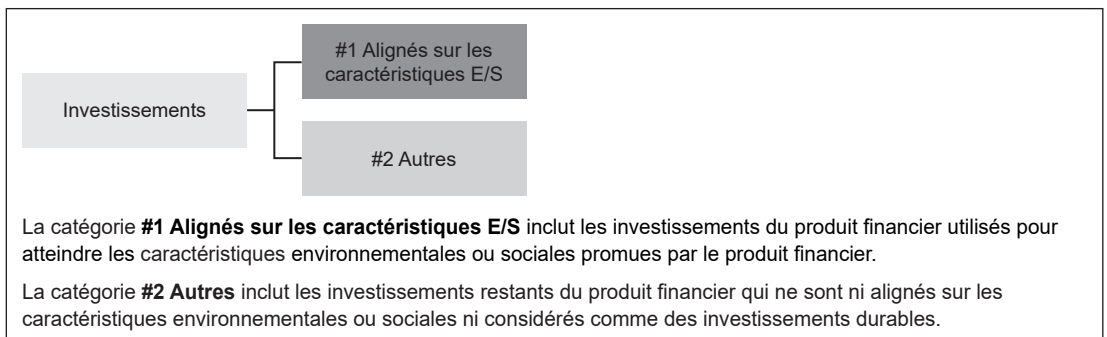 #1 Alignés sur les
caractéristiques E/S
Investissements
#2 Autres
La catégorie #1 Alignés sur les caractéristiques E/S inclut les investissements du produit financier utilisés pour
atteindre les caractéristiques environnementales ou sociales promues par le produit financier.
La catégorie #2 Autres inclut les investissements restants du produit financier qui ne sont ni alignés sur les
caractéristiques environnementales ou sociales ni considérés comme des investissements durables.